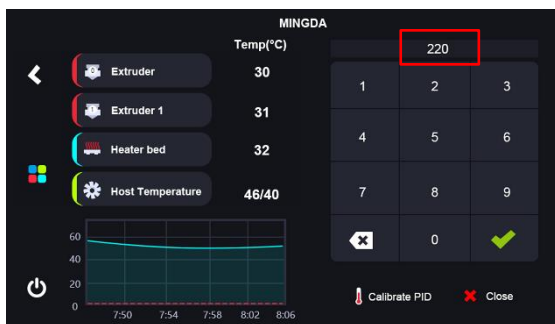 MINGDA
Temp(°C)
220
Extruder 30
Extruder 1 31
Heater bed 32
Host Temperature 46/40
1 2 3
4 5 6
7 8 9
0
60
40
20
0
7:50 7:54 7:58 8:02 8:06
Calibrate PID Close